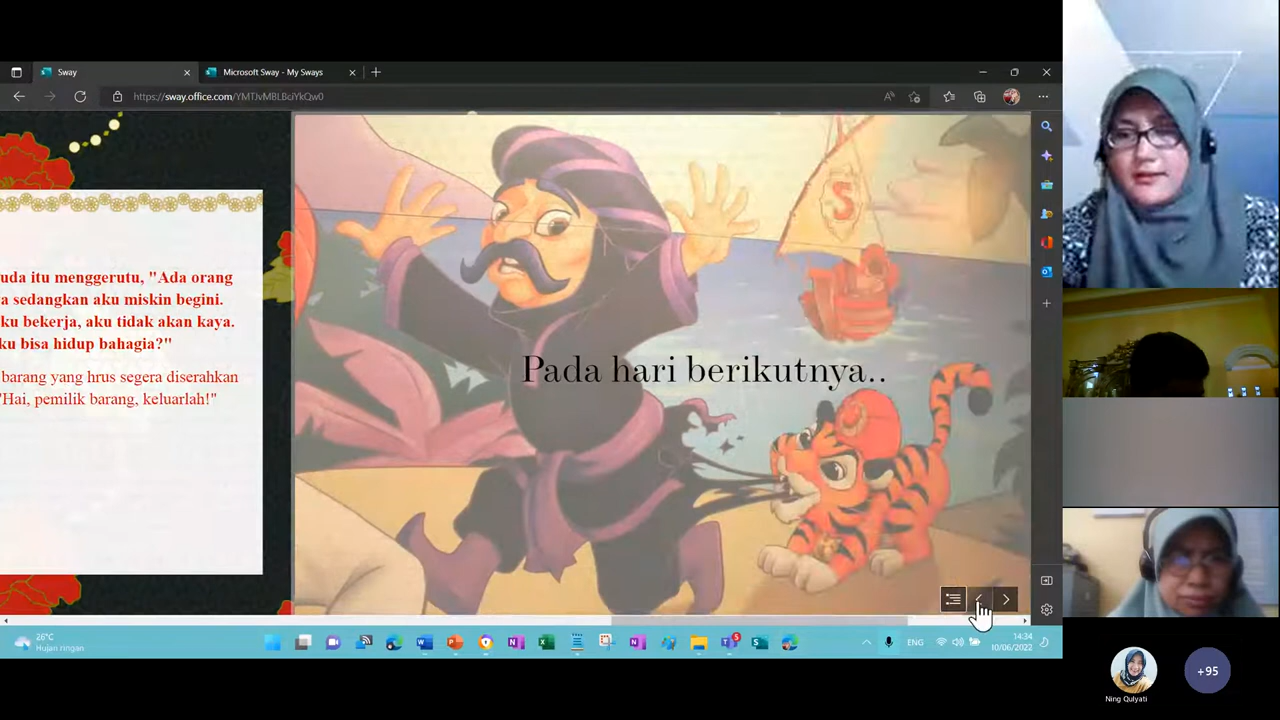 Sway
Microsoft Sway - My Sways
https://sway.office.com/YMTJvMBLBciYkQw0
uda itu menggerutu, "Ada orang
a sedangkan aku miskin begini.
ku bekerja, aku tidak akan kaya.
ku bisa hidup bahagia?"
barang yang hrus segera diserahkan
"Hai, pemilik barang, keluarlah!"
S
Pada hari berikutnya..
26°C
Hujan ringan
5
ENG
14:34
10/06/2022
Ning Qulyati
+95